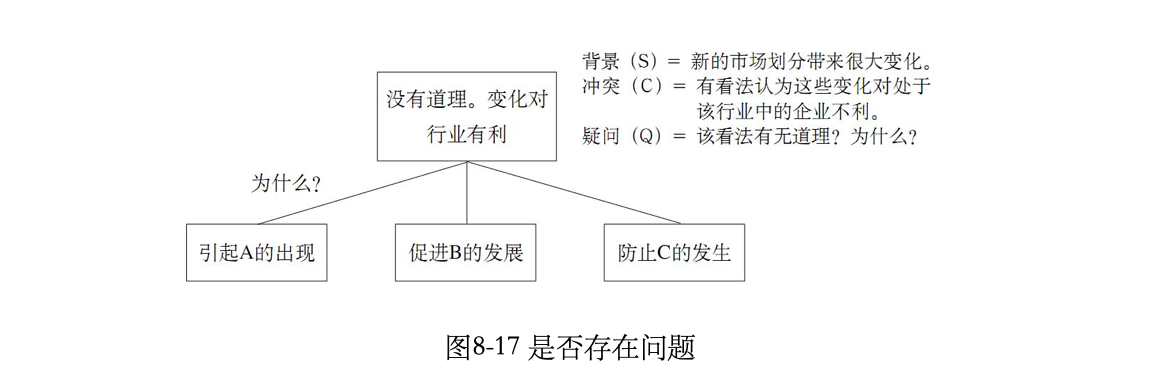 背景（S）＝ 新的市场划分带来很大变化。
冲突（C）＝ 有看法认为这些变化对处于
该行业中的企业不利。
疑问（Q）＝ 该看法有无道理？为什么？
没有道理。变化对
行业有利
为什么？
引起A的出现
促进B的发展
防止C的发生
图8-17 是否存在问题